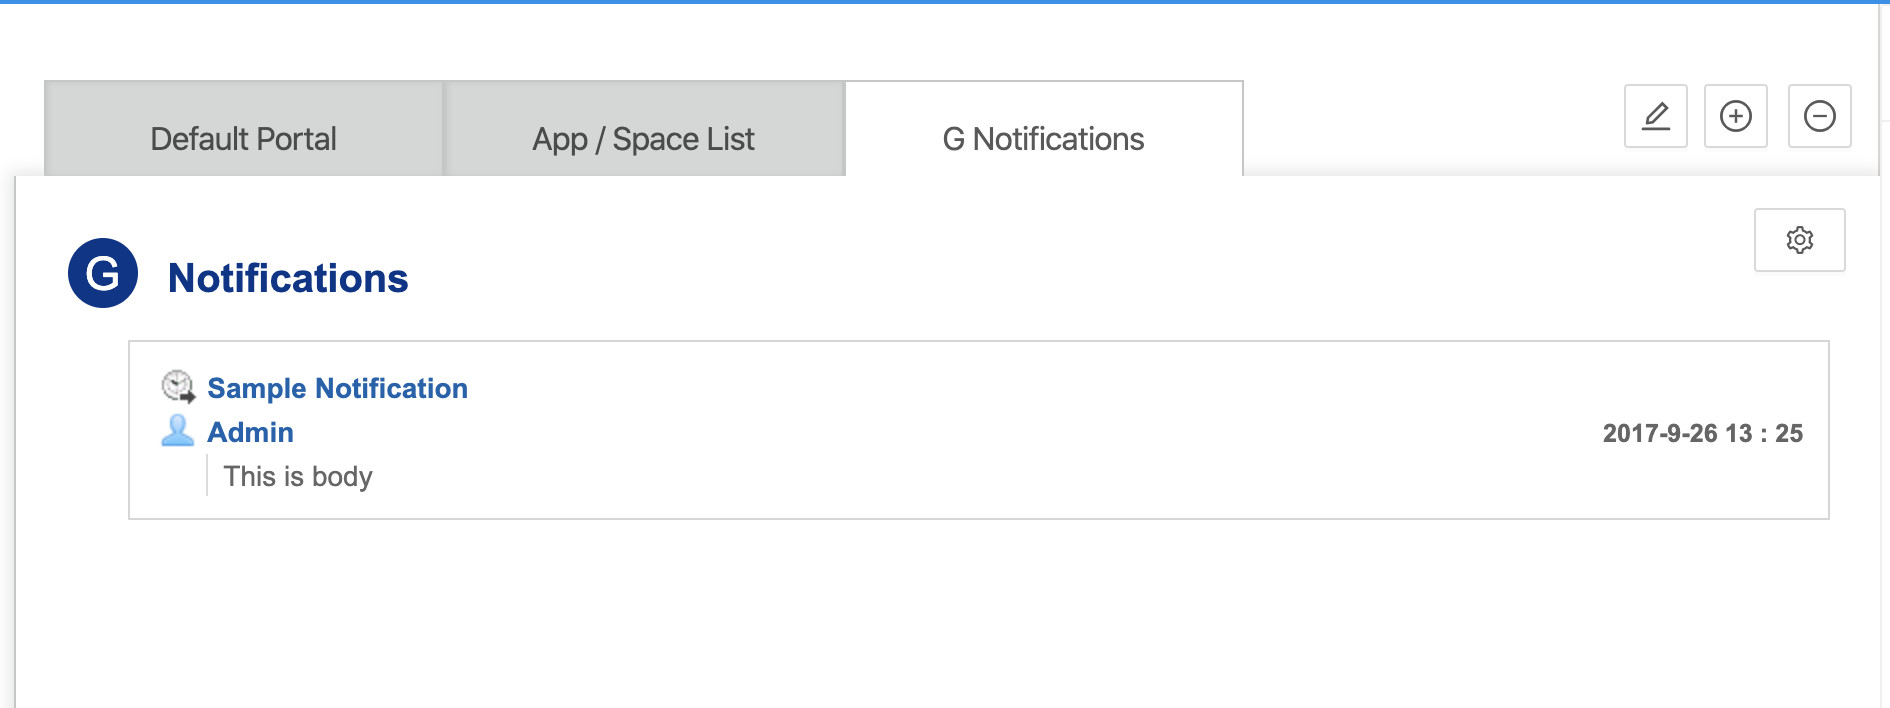 Default Portal
App / Space List
G Notifications
G Notifications
Sample Notification
Admin
2017-9-26 13 : 25
This is body